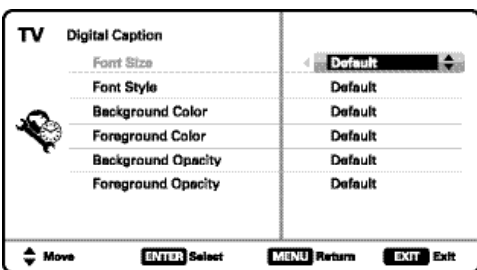 TV Digital Caption
Font Size Default
Font Style Default
Background Color Default
Foreground Color Default
Background Opacity Default
Foreground Opacity Default
Move ENTER Select MENU Return EXIT Exit